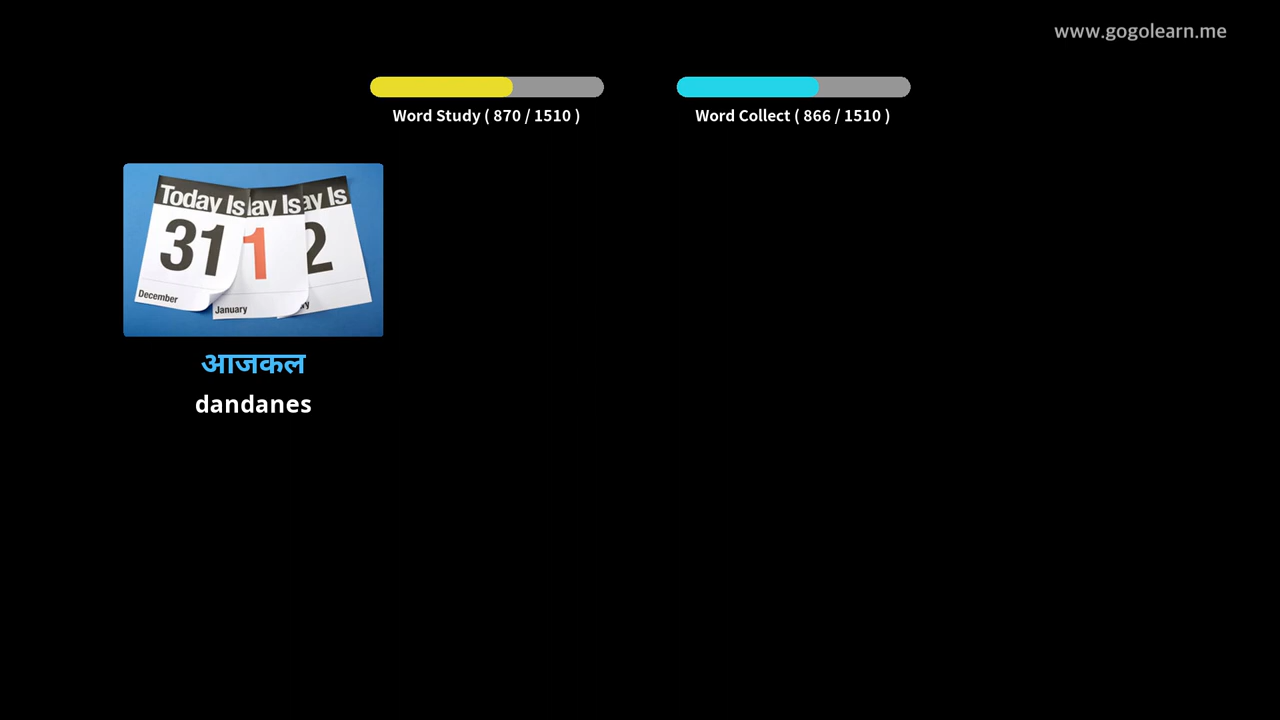 www.gogolearn.me
Word Study ( 870 / 1510 )
Word Collect ( 866 / 1510 )
Today Is
ay Is
ay Is
31
1
2
December
January
ry
आजकल
dandanes